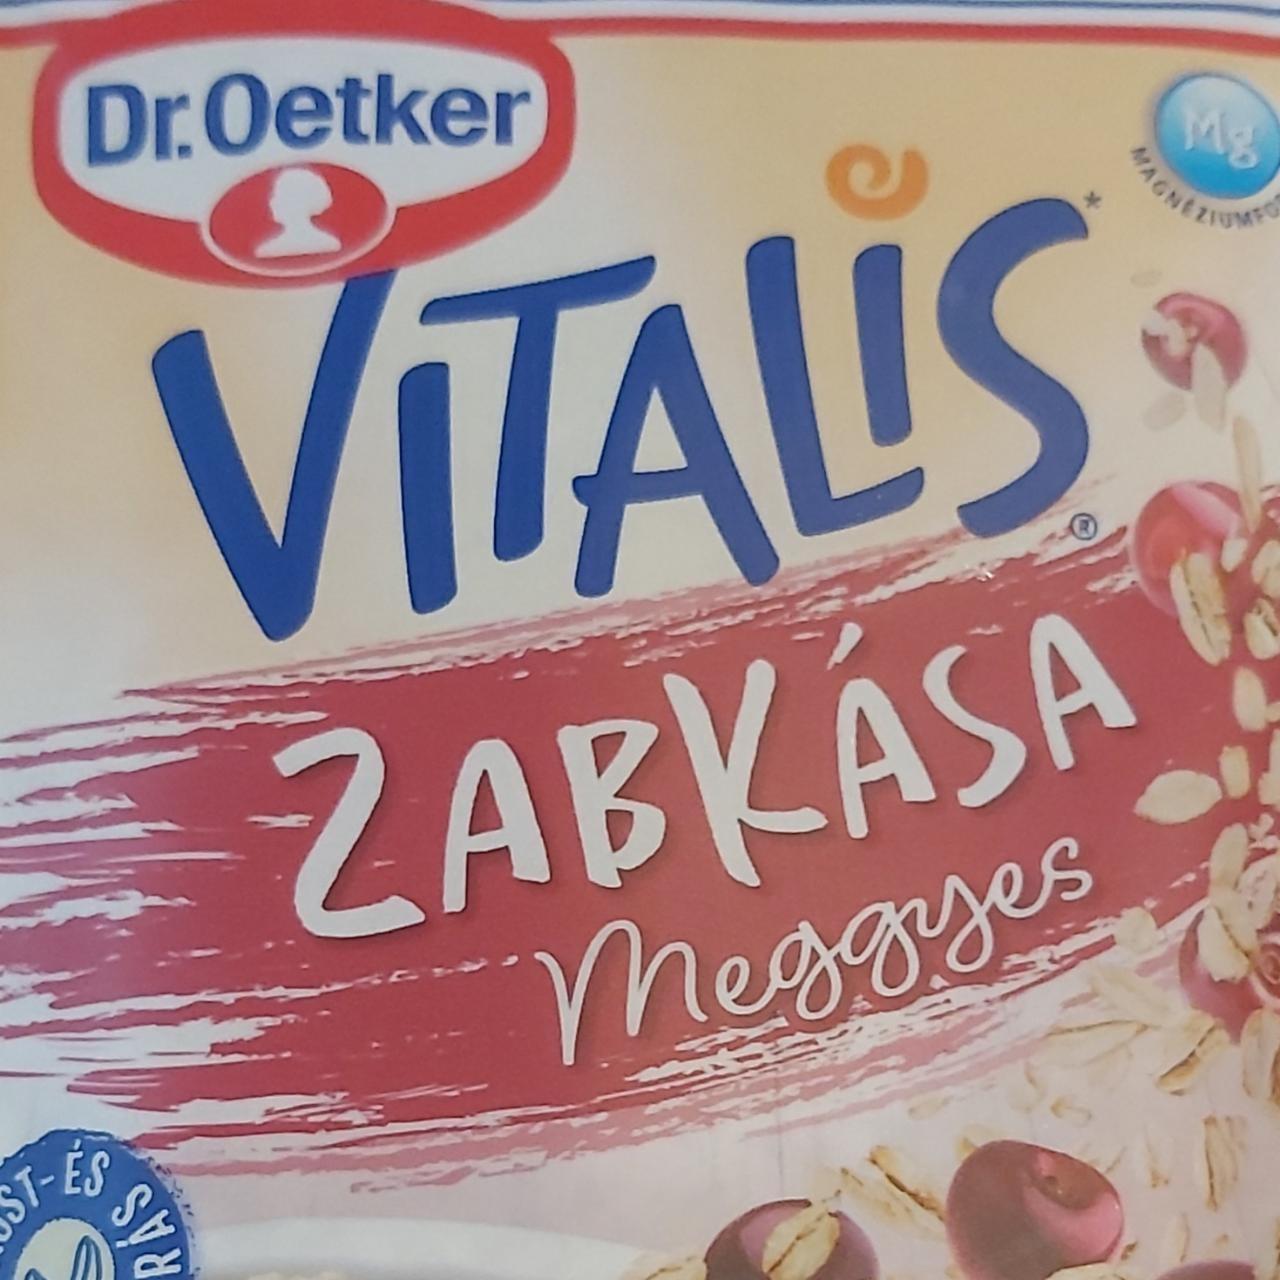 Dr.Oetker
Mg
VITALIS*®
ZABKÁSA
Meggyes